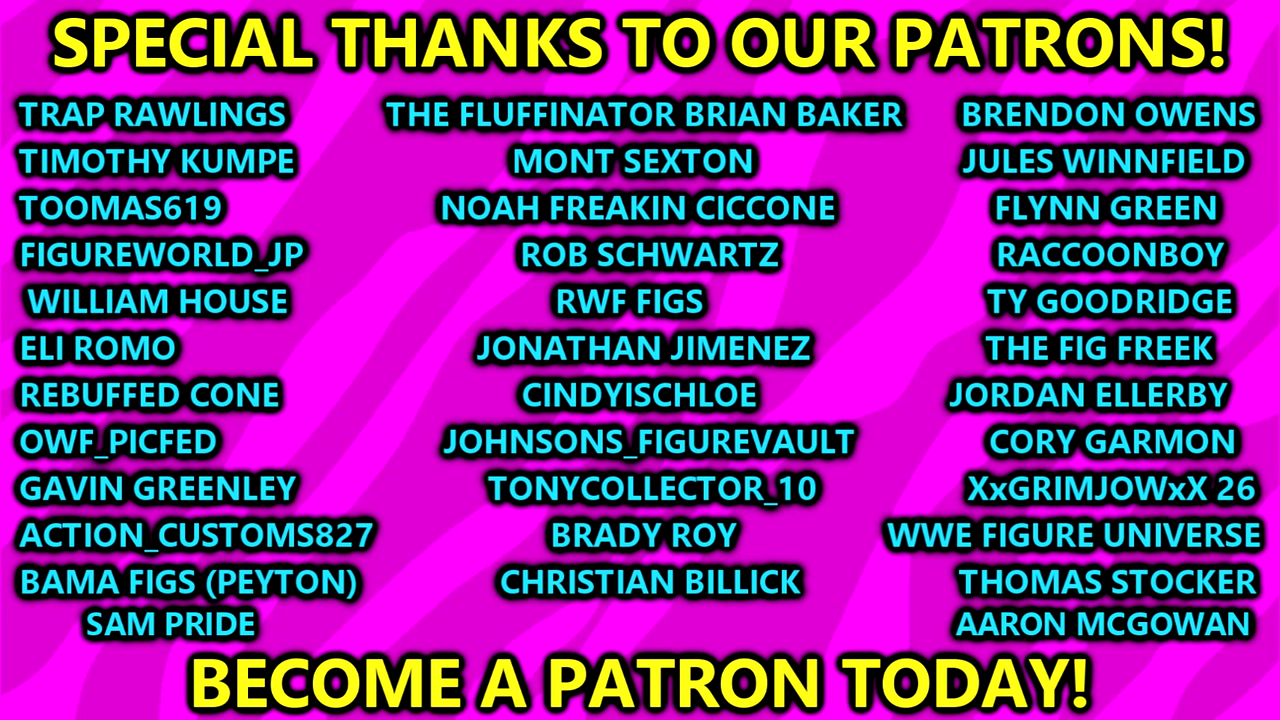 SPECIAL THANKS TO OUR PATRONS!
TRAP RAWLINGS
TIMOTHY KUMPE
TOOMAS619
FIGUREWORLD_JP
WILLIAM HOUSE
ELI ROMO
REBUFFED CONE
OWF_PICFED
GAVIN GREENLEY
ACTION_CUSTOMS827
BAMA FIGS (PEYTON)
SAM PRIDE
THE FLUFFINATOR BRIAN BAKER
MONT SEXTON
NOAH FREAKIN CICCONE
ROB SCHWARTZ
RWF FIGS
JONATHAN JIMENEZ
CINDYISCHLOE
JOHNSONS_FIGUREVAULT
TONYCOLLECTOR_10
BRADY ROY
CHRISTIAN BILLICK
BRENDON OWENS
JULES WINNFIELD
FLYNN GREEN
RACCOONBOY
TY GOODRIDGE
THE FIG FREEK
JORDAN ELLERBY
CORY GARMON
XxGRIMJOWxX 26
WWE FIGURE UNIVERSE
THOMAS STOCKER
AARON MCGOWAN
BECOME A PATRON TODAY!